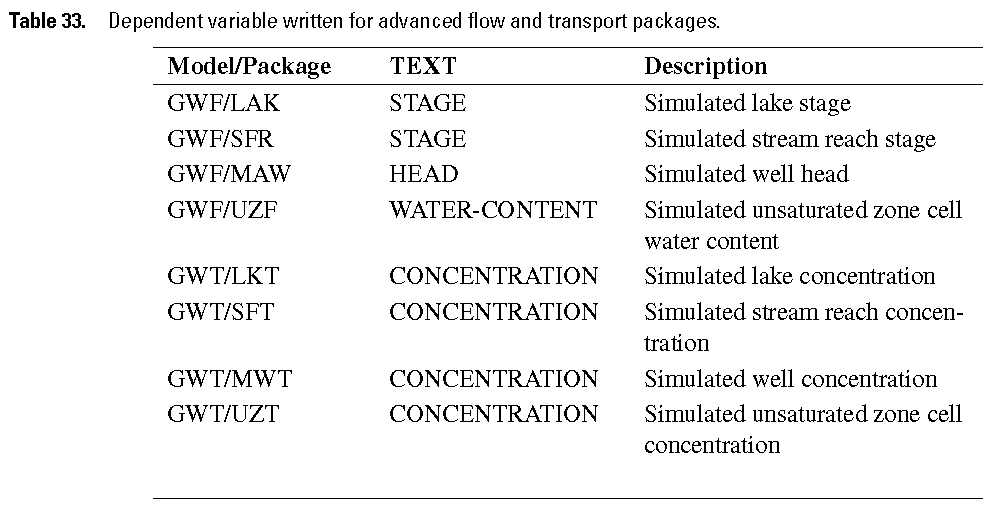 Table 33. Dependent variable written for advanced flow and transport packages.
Model/Package TEXT Description
GWF/LAK STAGE Simulated lake stage
GWF/SFR STAGE Simulated stream reach stage
GWF/MAW HEAD Simulated well head
GWF/UZF WATER-CONTENT Simulated unsaturated zone cell
water content
GWT/LKT CONCENTRATION Simulated lake concentration
GWT/SFT CONCENTRATION Simulated stream reach concen-
tration
GWT/MWT CONCENTRATION Simulated well concentration
GWT/UZT CONCENTRATION Simulated unsaturated zone cell
concentration